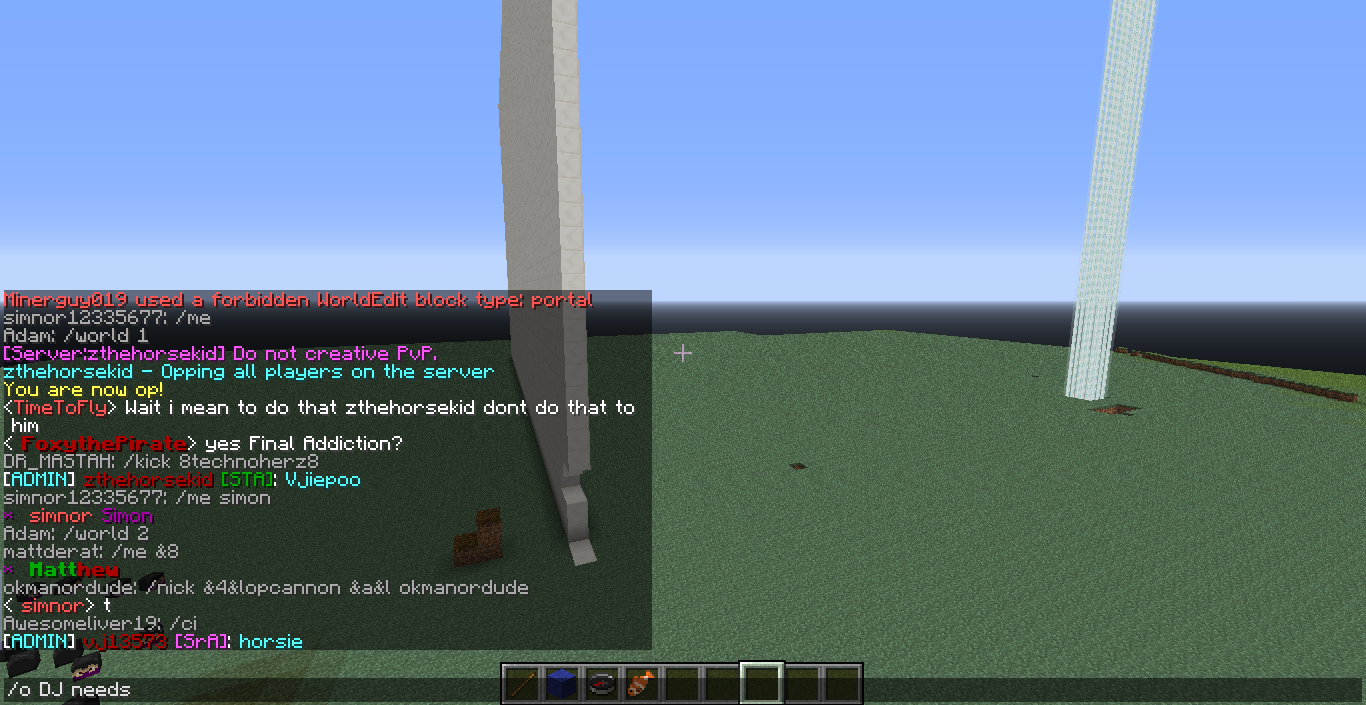 Minerguy019 used a forbidden WorldEdit block type: portal
simnor12335677: /me
Adam: /world 1
[Server:zthehorsekid] Do not creative PvP.
zthehorsekid - Opping all players on the server
You are now op!
<TimeToFly> Wait i mean to do that zthehorsekid dont do that to
him
< FoxythePirate> yes Final Addiction?
DR_MASTAH: /kick 8technoherz8
[ADMIN] zthehorsekid [STA]: Vjiepoo
simnor12335677: /me simon
* simnor Simon
Adam: /world 2
mattderat: /me &8
* Matthew
okmanordude: /nick &4&lopcannon &a&l okmanordude
< simnor> t
Awesomeliver19: /ci
[ADMIN] vj13573 [SrA]: horsie
/o DJ needs